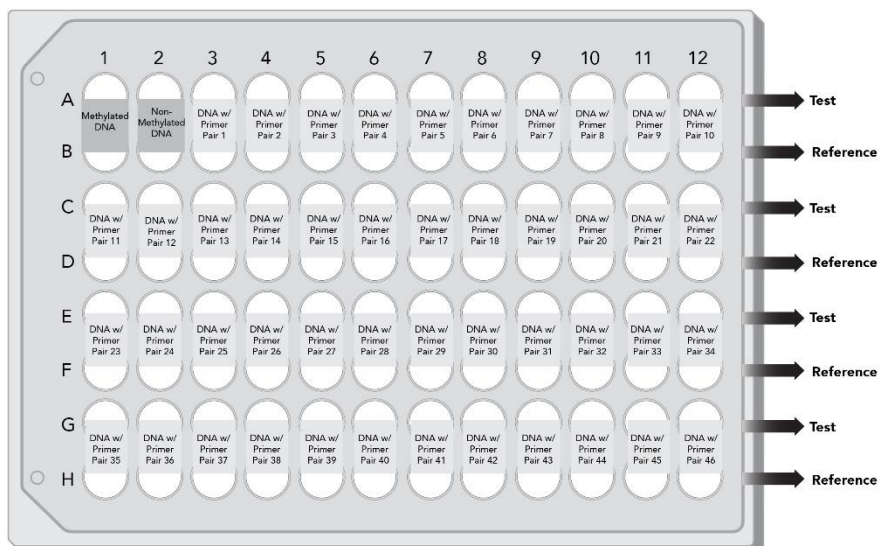 1 2 3 4 5 6 7 8 9 10 11 12
A
Methylated
DNA
Non-
Methylated
DNA
DNA w/
Primer
Pair 1
DNA w/
Primer
Pair 2
DNA w/
Primer
Pair 3
DNA w/
Primer
Pair 4
DNA w/
Primer
Pair 5
DNA w/
Primer
Pair 6
DNA w/
Primer
Pair 7
DNA w/
Primer
Pair 8
DNA w/
Primer
Pair 9
DNA w/
Primer
Pair 10
Test
B
Reference
C
DNA w/
Primer
Pair 11
DNA w/
Primer
Pair 12
DNA w/
Primer
Pair 13
DNA w/
Primer
Pair 14
DNA w/
Primer
Pair 15
DNA w/
Primer
Pair 16
DNA w/
Primer
Pair 17
DNA w/
Primer
Pair 18
DNA w/
Primer
Pair 19
DNA w/
Primer
Pair 20
DNA w/
Primer
Pair 21
DNA w/
Primer
Pair 22
Test
D
Reference
E
DNA w/
Primer
Pair 23
DNA w/
Primer
Pair 24
DNA w/
Primer
Pair 25
DNA w/
Primer
Pair 26
DNA w/
Primer
Pair 27
DNA w/
Primer
Pair 28
DNA w/
Primer
Pair 29
DNA w/
Primer
Pair 30
DNA w/
Primer
Pair 31
DNA w/
Primer
Pair 32
DNA w/
Primer
Pair 33
DNA w/
Primer
Pair 34
Test
F
Reference
G
DNA w/
Primer
Pair 35
DNA w/
Primer
Pair 36
DNA w/
Primer
Pair 37
DNA w/
Primer
Pair 38
DNA w/
Primer
Pair 39
DNA w/
Primer
Pair 40
DNA w/
Primer
Pair 41
DNA w/
Primer
Pair 42
DNA w/
Primer
Pair 43
DNA w/
Primer
Pair 44
DNA w/
Primer
Pair 45
DNA w/
Primer
Pair 46
Test
H
Reference